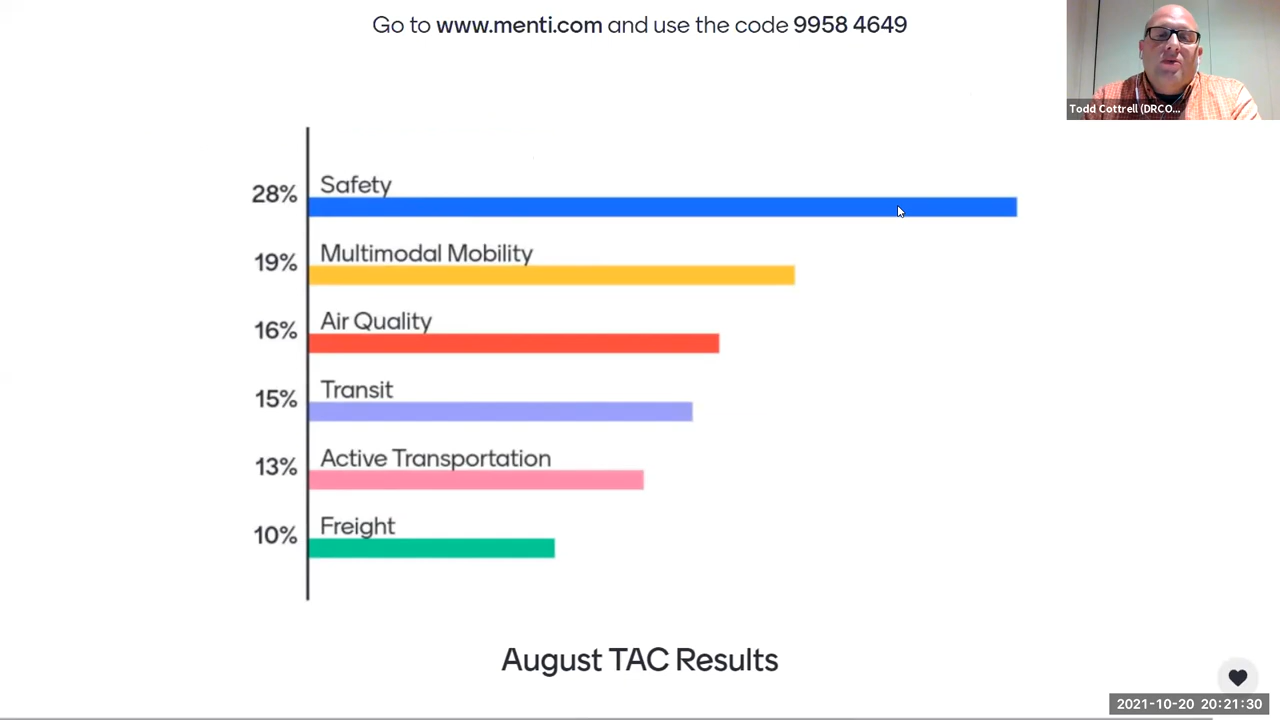 Go to www.menti.com and use the code 9958 4649
Todd Cottrell (DRCO...
28% Safety
19% Multimodal Mobility
16% Air Quality
15% Transit
13% Active Transportation
10% Freight
August TAC Results
2021-10-20 20:21:30